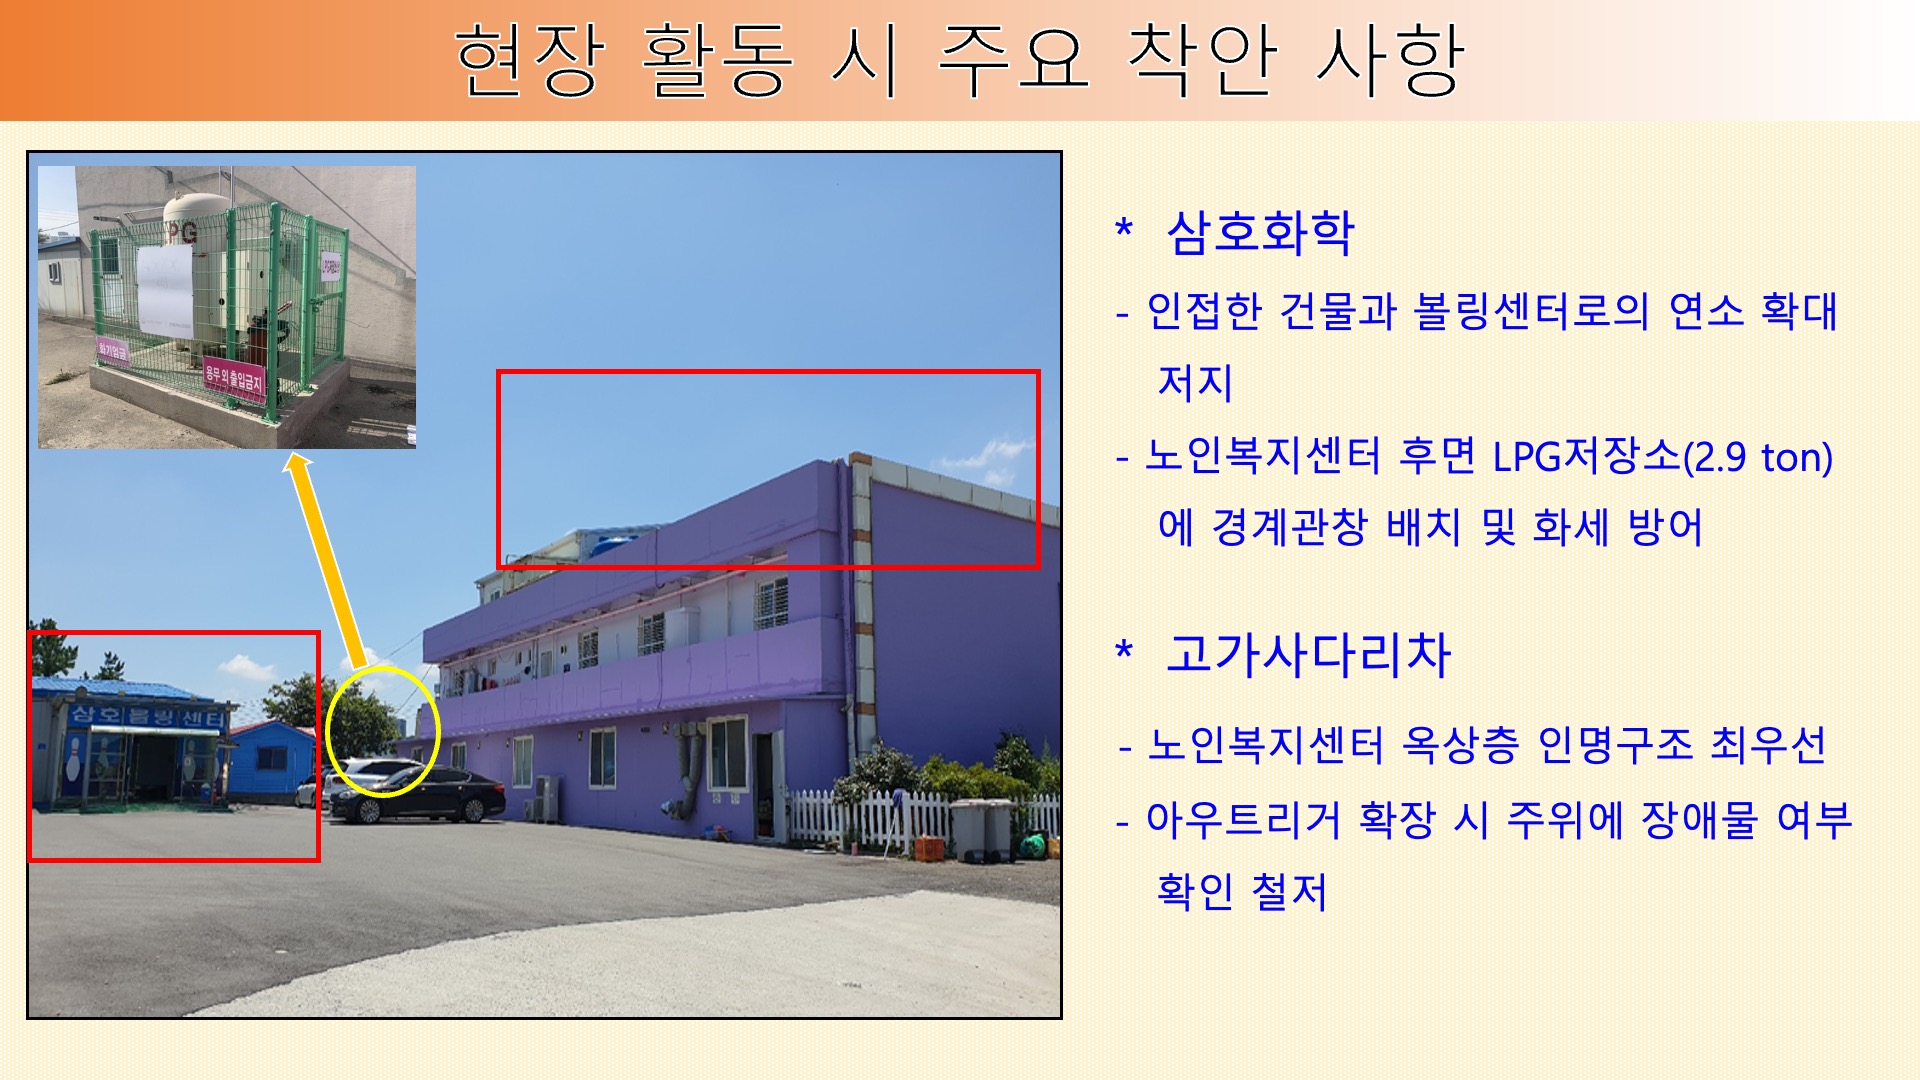 현장 활동 시 주요 착안 사항
PG
화기엄금
용무 외 출입금지
삼호볼링센터
* 삼호화학
- 인접한 건물과 볼링센터로의 연소 확대
저지
- 노인복지센터 후면 LPG저장소(2.9 ton)
에 경계관창 배치 및 화세 방어
* 고가사다리차
- 노인복지센터 옥상층 인명구조 최우선
- 아우트리거 확장 시 주위에 장애물 여부
확인 철저